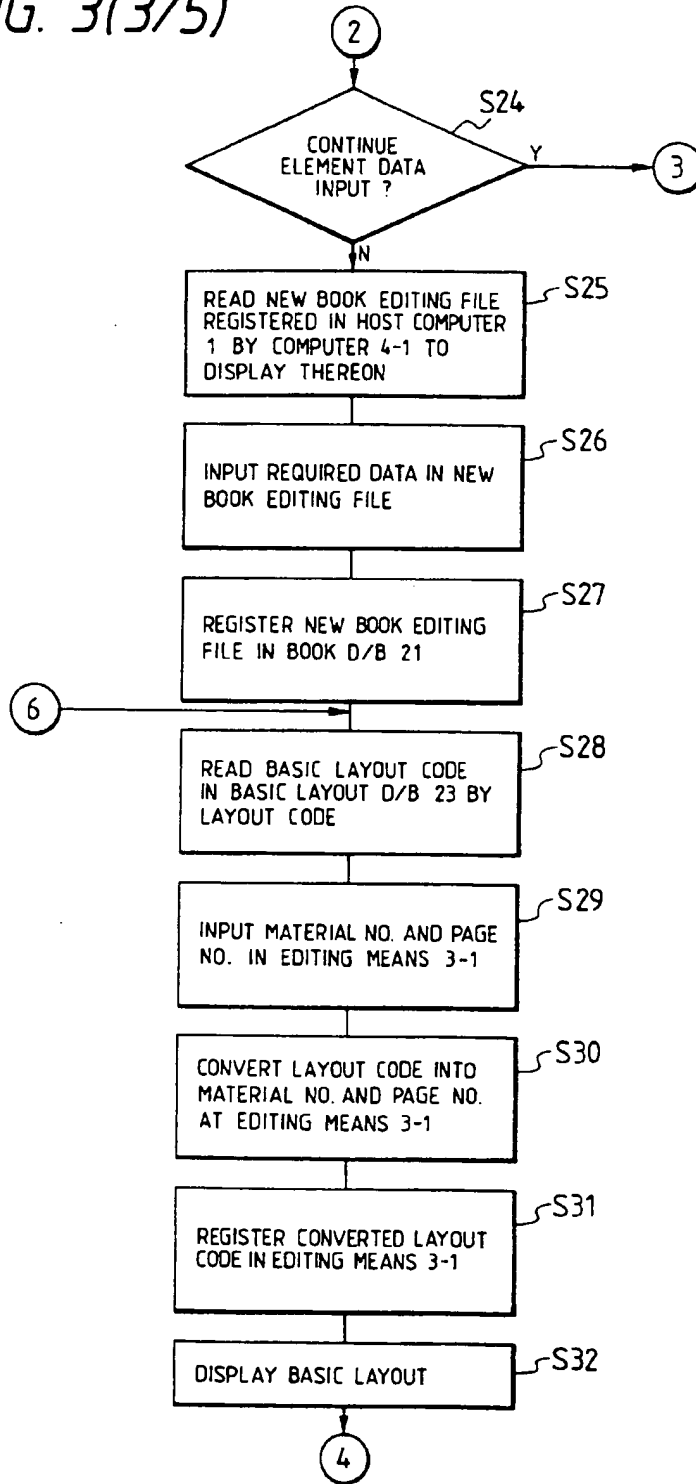 G. 3(3/5)
2
S24
CONTINUE
ELEMENT DATA
INPUT ?
Y
3
N
S25
READ NEW BOOK EDITING FILE
REGISTERED IN HOST COMPUTER
1 BY COMPUTER 4-1 TO
DISPLAY THEREON
S26
INPUT REQUIRED DATA IN NEW
BOOK EDITING FILE
S27
REGISTER NEW BOOK EDITING
FILE IN BOOK D/B 21
6
S28
READ BASIC LAYOUT CODE
IN BASIC LAYOUT D/B 23 BY
LAYOUT CODE
S29
INPUT MATERIAL NO. AND PAGE
NO. IN EDITING MEANS 3-1
S30
CONVERT LAYOUT CODE INTO
MATERIAL NO. AND PAGE NO.
AT EDITING MEANS 3-1
S31
REGISTER CONVERTED LAYOUT
CODE IN EDITING MEANS 3-1
S32
DISPLAY BASIC LAYOUT
4